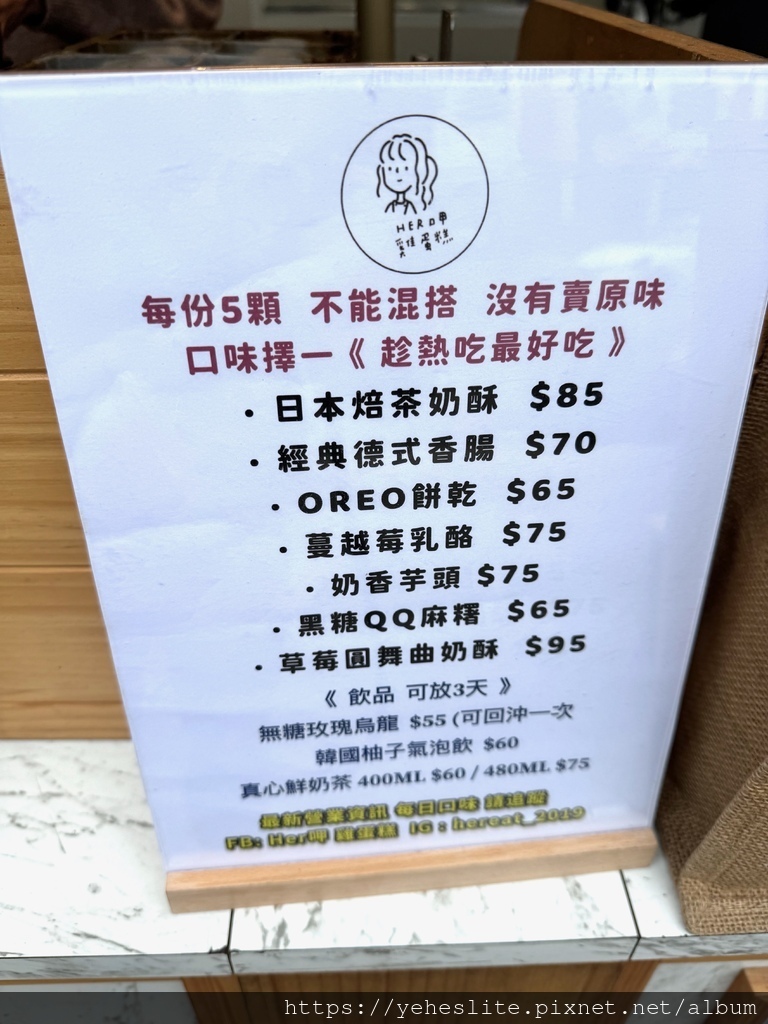 HER呷
雞蛋糕
每份5顆 不能混搭 沒有賣原味
口味擇一《 趁熱吃最好吃 》
· 日本焙茶奶酥 $85
· 經典德式香腸 $70
· OREO餅乾 $65
· 蔓越莓乳酪 $75
· 奶香芋頭 $75
· 黑糖QQ麻糬 $65
· 草莓圓舞曲奶酥 $95
《 飲品 可放3天 》
無糖玫瑰烏龍 $55 (可回沖一次
韓國柚子氣泡飲 $60
真心鮮奶茶 400ML $60 / 480ML $75
最新營業資訊 每日口味 請追蹤
FB: Her呷 雞蛋糕 IG : hereat_2019
https://yeheslite.pixnet.net/album